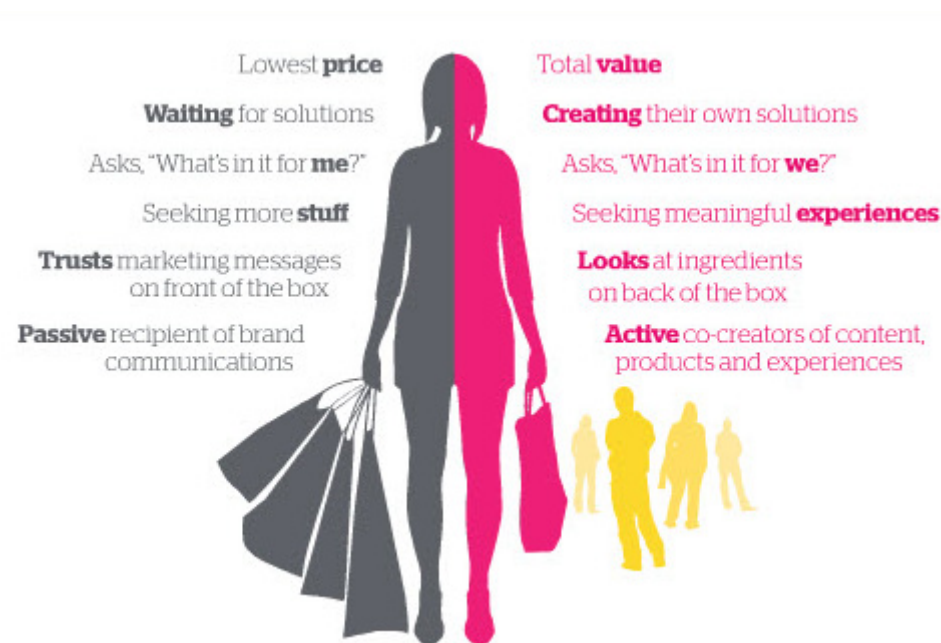 Lowest price
Waiting for solutions
Asks, “What’s in it for me?”
Seeking more stuff
Trusts marketing messages
on front of the box
Passive recipient of brand
communications
Total value
Creating their own solutions
Asks, “What’s in it for we?”
Seeking meaningful experiences
Looks at ingredients
on back of the box
Active co-creators of content,
products and experiences